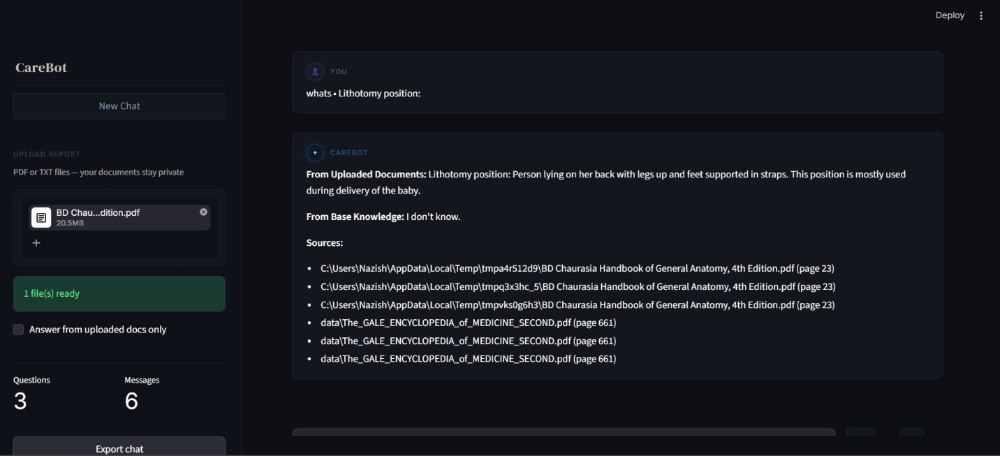 Deploy
CareBot
New Chat
UPLOAD REPORT
PDF or TXT files — your documents stay private
BD Chau...dition.pdf
20.5MB
1 file(s) ready
Answer from uploaded docs only
Questions
Messages
3
6
Export chat
YOU
whats • Lithotomy position:
CAREBOT
From Uploaded Documents: Lithotomy position: Person lying on her back with legs up and feet supported in straps. This position is mostly used
during delivery of the baby.
From Base Knowledge: I don't know.
Sources:
• C:\Users\Nazish\AppData\Local\Temp\tmpa4r512d9\BD Chaurasia Handbook of General Anatomy, 4th Edition.pdf (page 23)
• C:\Users\Nazish\AppData\Local\Temp\tmpq3x3hc_5\BD Chaurasia Handbook of General Anatomy, 4th Edition.pdf (page 23)
• C:\Users\Nazish\AppData\Local\Temp\tmpvks0g6h3\BD Chaurasia Handbook of General Anatomy, 4th Edition.pdf (page 23)
• data\The_GALE_ENCYCLOPEDIA_of_MEDICINE_SECOND.pdf (page 661)
• data\The_GALE_ENCYCLOPEDIA_of_MEDICINE_SECOND.pdf (page 661)
• data\The_GALE_ENCYCLOPEDIA_of_MEDICINE_SECOND.pdf (page 661)